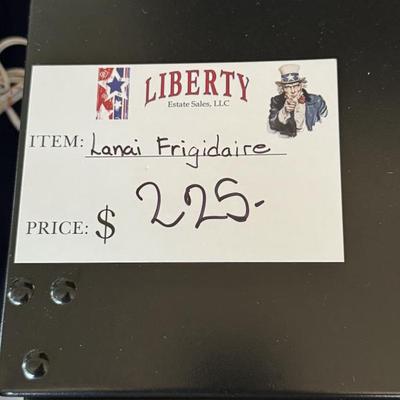 LIBERTY
Estate Sales, LLC
ITEM: Lanai Frigidaire
PRICE: $ 225-